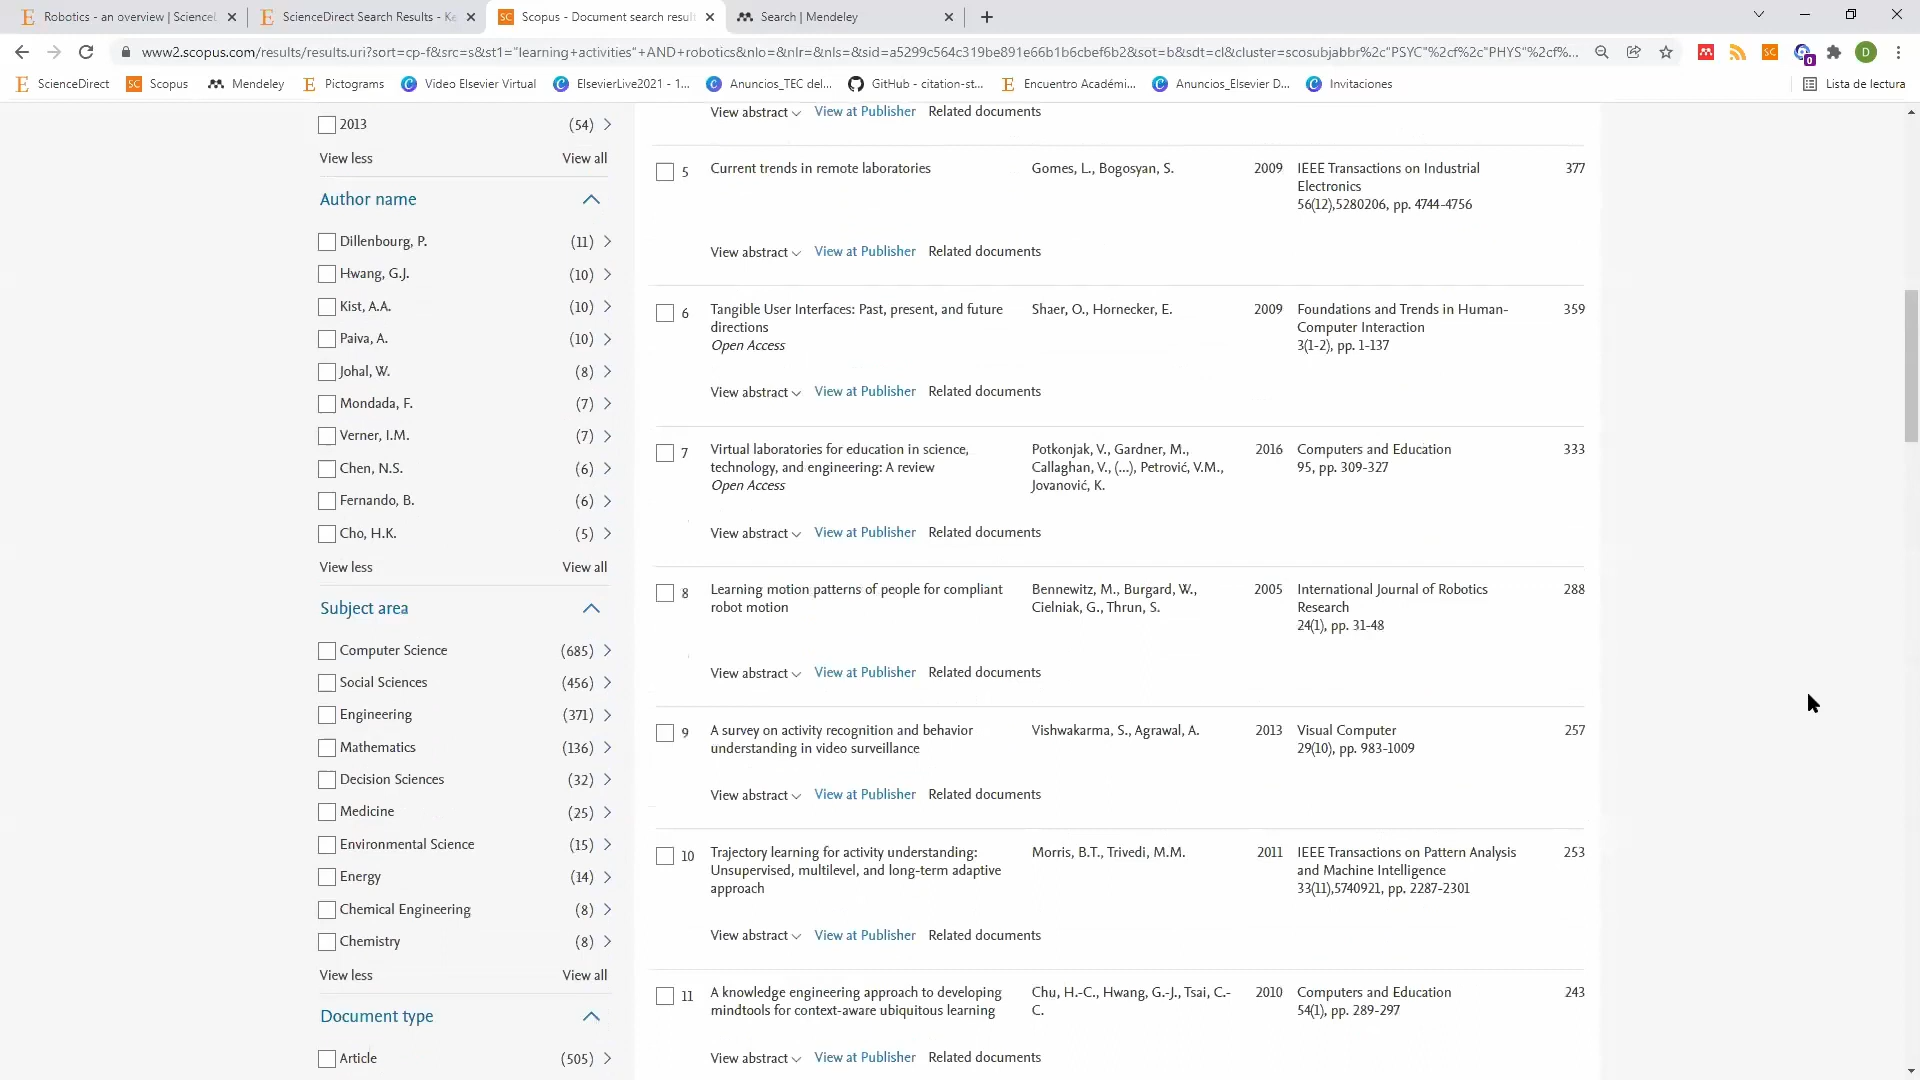 Robotics - an overview | ScienceD
ScienceDirect Search Results - Ke
Scopus - Document search result
Search | Mendeley
www2.scopus.com/results/results.uri?sort=cp-f&src=s&st1="learning+activities"+AND+robotics&nlo=&nlr=&nls=&sid=a5299c564c319be891e66b1b6cbef6b2&sot=b&sdt=cl&cluster=scosubjabbr%2c"PSYC"%2cf%2c"PHYS"%2cf%...
0
D
ScienceDirect
Scopus
Mendeley
Pictograms
Video Elsevier Virtual
ElsevierLive2021 - 1...
Anuncios_TEC del...
GitHub - citation-st...
Encuentro Académi...
Anuncios_Elsevier D...
Invitaciones
Lista de lectura
2013 (54)
View less View all
Author name
Dillenbourg, P. (11)
Hwang, G.J. (10)
Kist, A.A. (10)
Paiva, A. (10)
Johal, W. (8)
Mondada, F. (7)
Verner, I.M. (7)
Chen, N.S. (6)
Fernando, B. (6)
Cho, H.K. (5)
View less View all
Subject area
Computer Science (685)
Social Sciences (456)
Engineering (371)
Mathematics (136)
Decision Sciences (32)
Medicine (25)
Environmental Science (15)
Energy (14)
Chemical Engineering (8)
Chemistry (8)
View less View all
Document type
Article (505)
View abstract View at Publisher Related documents
5 Current trends in remote laboratories Gomes, L., Bogosyan, S. 2009 IEEE Transactions on Industrial 377
Electronics
56(12),5280206, pp. 4744-4756
View abstract View at Publisher Related documents
6 Tangible User Interfaces: Past, present, and future Shaer, O., Hornecker, E. 2009 Foundations and Trends in Human- 359
directions Computer Interaction
Open Access 3(1-2), pp. 1-137
View abstract View at Publisher Related documents
7 Virtual laboratories for education in science, Potkonjak, V., Gardner, M., 2016 Computers and Education 333
technology, and engineering: A review Callaghan, V., (...), Petrović, V.M., 95, pp. 309-327
Open Access Jovanović, K.
View abstract View at Publisher Related documents
8 Learning motion patterns of people for compliant Bennewitz, M., Burgard, W., 2005 International Journal of Robotics 288
robot motion Cielniak, G., Thrun, S. Research
24(1), pp. 31-48
View abstract View at Publisher Related documents
9 A survey on activity recognition and behavior Vishwakarma, S., Agrawal, A. 2013 Visual Computer 257
understanding in video surveillance 29(10), pp. 983-1009
View abstract View at Publisher Related documents
10 Trajectory learning for activity understanding: Morris, B.T., Trivedi, M.M. 2011 IEEE Transactions on Pattern Analysis 253
Unsupervised, multilevel, and long-term adaptive and Machine Intelligence
approach 33(11),5740921, pp. 2287-2301
View abstract View at Publisher Related documents
11 A knowledge engineering approach to developing Chu, H.-C., Hwang, G.-J., Tsai, C.- 2010 Computers and Education 243
mindtools for context-aware ubiquitous learning C. 54(1), pp. 289-297
View abstract View at Publisher Related documents